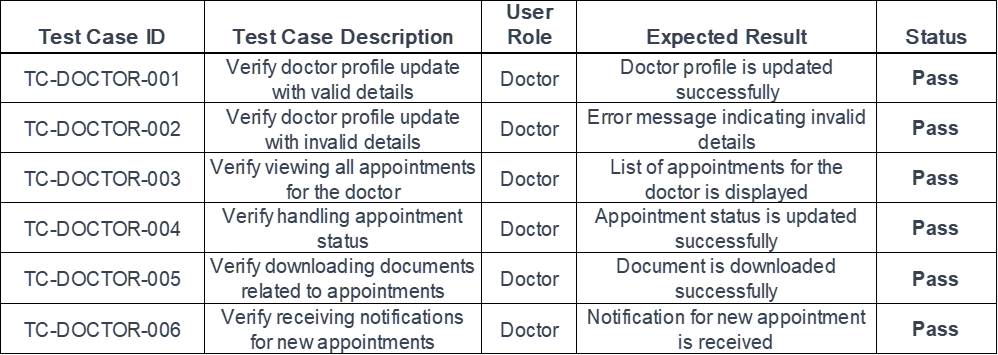 Test Case ID Test Case Description User Role Expected Result Status
TC-DOCTOR-001 Verify doctor profile update with valid details Doctor Doctor profile is updated successfully Pass
TC-DOCTOR-002 Verify doctor profile update with invalid details Doctor Error message indicating invalid details Pass
TC-DOCTOR-003 Verify viewing all appointments for the doctor Doctor List of appointments for the doctor is displayed Pass
TC-DOCTOR-004 Verify handling appointment status Doctor Appointment status is updated successfully Pass
TC-DOCTOR-005 Verify downloading documents related to appointments Doctor Document is downloaded successfully Pass
TC-DOCTOR-006 Verify receiving notifications for new appointments Doctor Notification for new appointment is received Pass